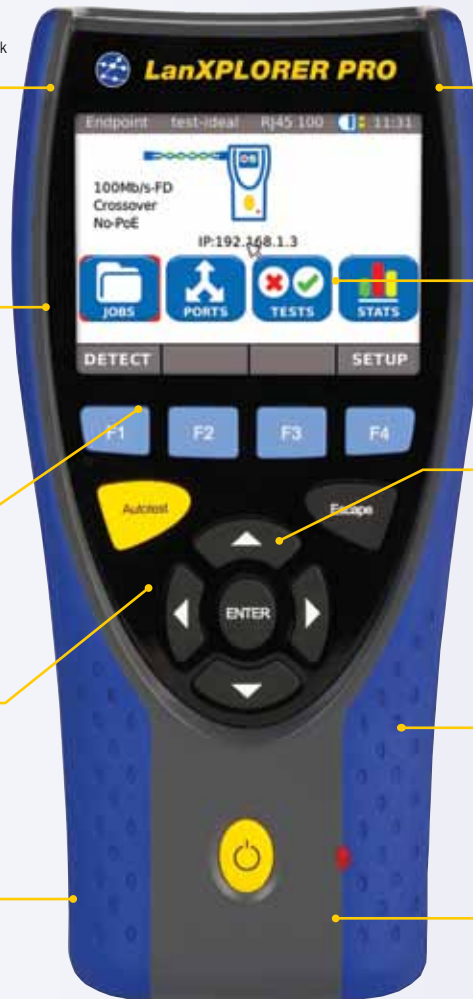 k
LanXPLORER PRO
Endpoint test-ideal RJ45 100 11:31
ON
100Mb/s-FD
Crossover
No-PoE
IP:192.168.1.3
JOBS PORTS TESTS STATS
DETECT SETUP
F1 F2 F3 F4
Autotest Escape
ENTER